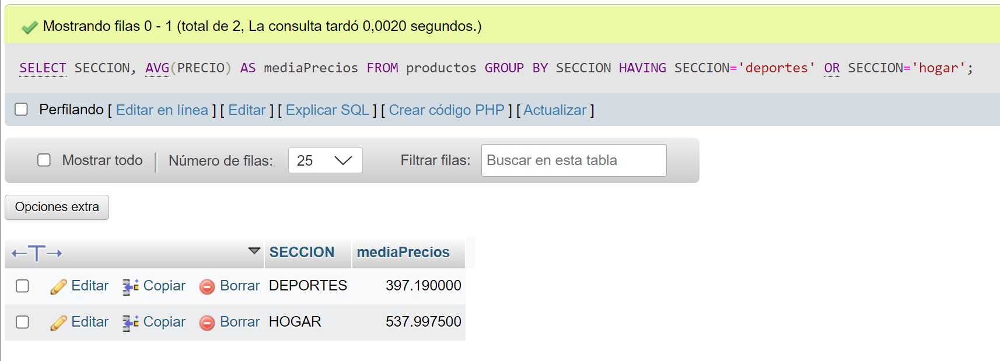 Mostrando filas 0 - 1 (total de 2, La consulta tardó 0,0020 segundos.)
SELECT SECCION, AVG(PRECIO) AS mediaPrecios FROM productos GROUP BY SECCION HAVING SECCION='deportes' OR SECCION='hogar';
Perfilando [ Editar en línea ] [ Editar ] [ Explicar SQL ] [ Crear código PHP ] [ Actualizar ]
Mostrar todo | Número de filas: 25 Filtrar filas: Buscar en esta tabla
Opciones extra
←T→ SECCION mediaPrecios
Editar Copiar Borrar DEPORTES 397.190000
Editar Copiar Borrar HOGAR 537.997500